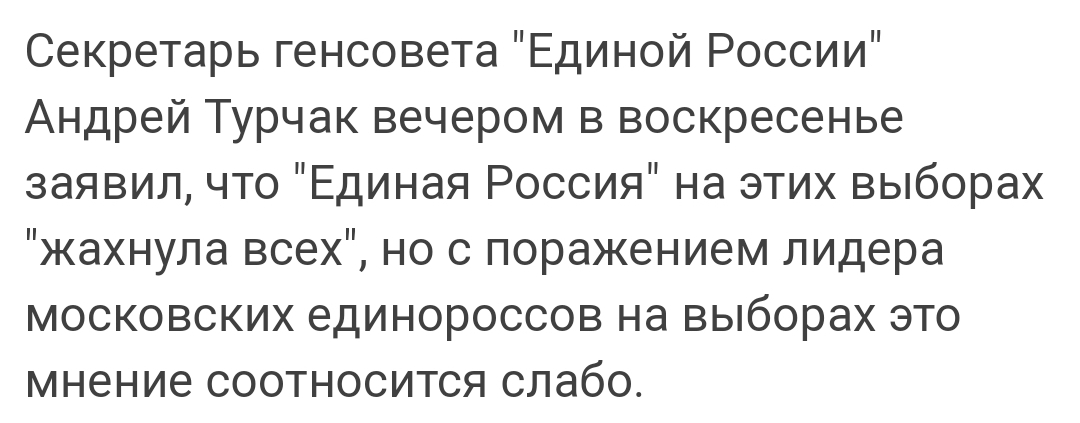 Секретарь генсовета "Единой России"
Андрей Турчак вечером в воскресенье
заявил, что "Единая Россия" на этих выборах
"жахнула всех", но с поражением лидера
московских единороссов на выборах это
мнение соотносится слабо.